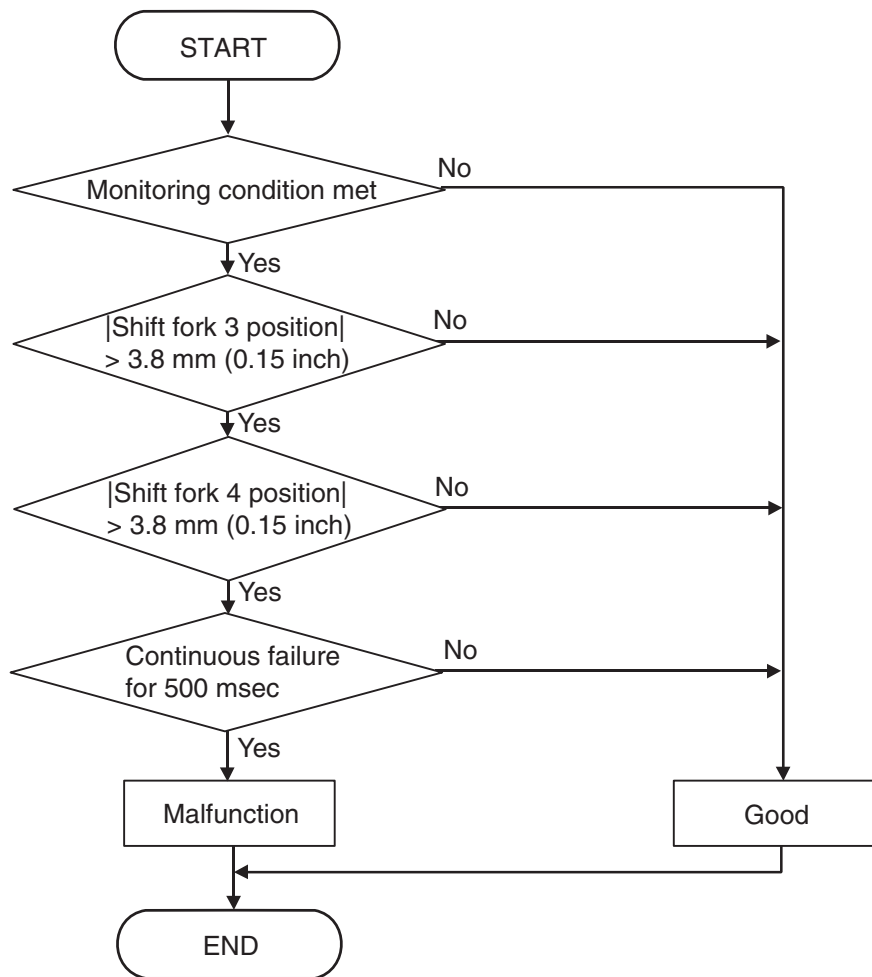 START
Monitoring condition met
No
Yes
|Shift fork 3 position|
> 3.8 mm (0.15 inch)
No
Yes
|Shift fork 4 position|
> 3.8 mm (0.15 inch)
No
Yes
Continuous failure
for 500 msec
No
Yes
Malfunction
Good
END